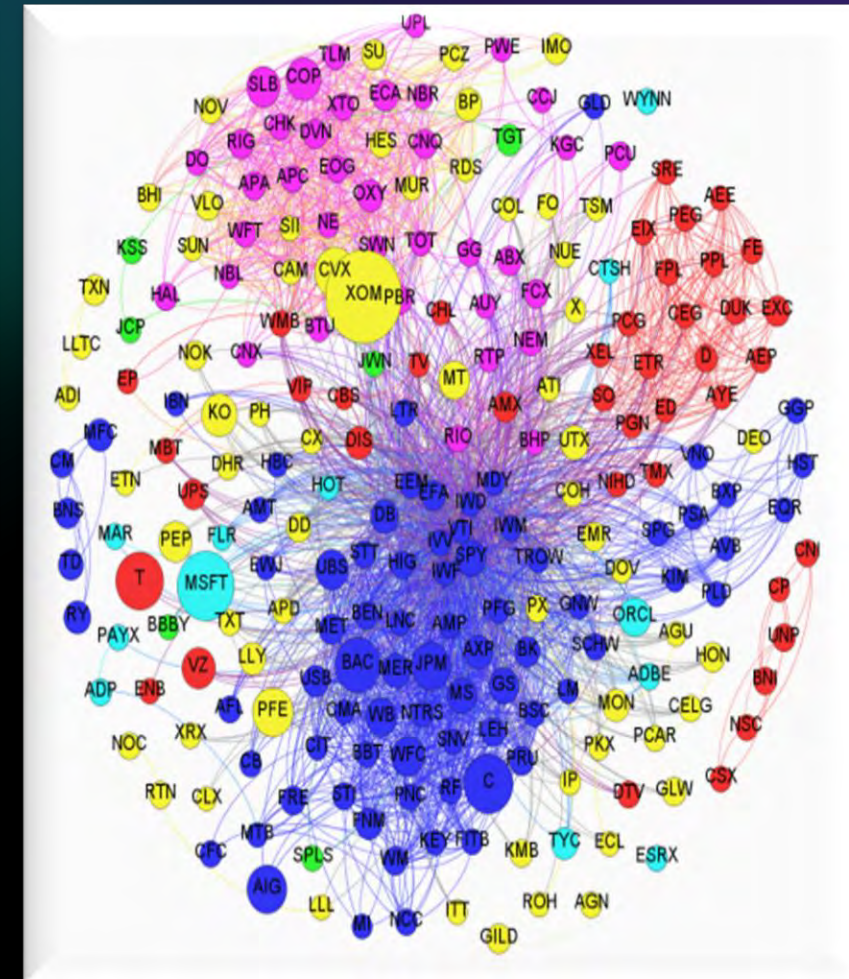 UPL
TLM
SU
PCZ
PWE
IMO
SLB
COP
NOV
XTO
ECA
NBR
BP
CCJ
GLD
WYNN
CHK
DVN
RIG
HES
CNQ
TGT
KGC
PCU
DO
APA
APC
EOG
OXY
MUR
RDS
SRE
BHI
VLO
COL
FO
TSM
AEE
PEG
EIX
WFT
SII
NE
KSS
SUN
SWN
TOT
GG
ABX
NUE
FE
PPL
FPL
CTSH
NBL
CAM
CVX
TXN
HAL
XOM
PBR
CHL
AUY
FCX
X
DUK
EXC
CEG
PCG
JCP
WMB
BTU
NEM
LLTC
NOK
CNX
JWN
TV
RTP
XEL
ETR
D
AEP
EP
MT
ATI
ADI
IBN
VIP
CBS
LTR
AMX
SO
PGN
ED
AYE
KO
PH
GGP
MFC
MBT
CX
DIS
RIO
BHP
UTX
DEO
CM
DHR
HBC
VNO
HST
ETN
UPS
HOT
EEM
EFA
MDY
IWD
COH
NIHD
TMX
BXP
BNS
AMT
DB
PSA
EQR
MAR
PEP
FLR
DD
IVV
VTI
IWM
EMR
SPG
AVB
TD
T
MSFT
EWJ
UBS
STT
HIG
IWF
SPY
TROW
DOV
KIM
PLD
CNI
RY
BBBY
TXT
APD
BEN
LNC
AMP
PFG
PX
GNW
ORCL
CP
PAYX
MET
AGU
UNP
VZ
LLY
BAC
MER
JPM
AXP
BK
SCHW
HON
ADP
ENB
USB
MS
GS
LM
ADBE
BNI
AFL
PFE
CMA
WB
NTRS
BSC
MON
CELG
NOC
XRX
CIT
BBT
WFC
SNV
LEH
PKX
PCAR
NSC
CB
PRU
RTN
CLX
FRE
STI
PNC
RF
C
IP
DTV
GLW
CSX
MTB
FNM
CFC
SPLS
WM
KEY
FITB
KMB
TYC
ECL
ESRX
AIG
LLL
MI
NCC
ITT
ROH
AGN
GILD